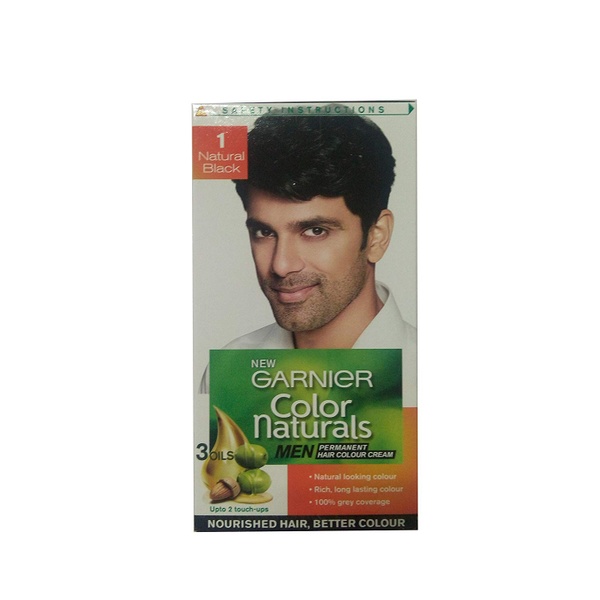 SAFETY INSTRUCTIONS
1
Natural
Black
NEW
GARNIER
Color
Naturals
3 OILS
MEN PERMANENT
HAIR COLOUR CREAM
• Natural looking colour
• Rich, long lasting colour
• 100% grey coverage
Upto 2 touch-ups
NOURISHED HAIR, BETTER COLOUR